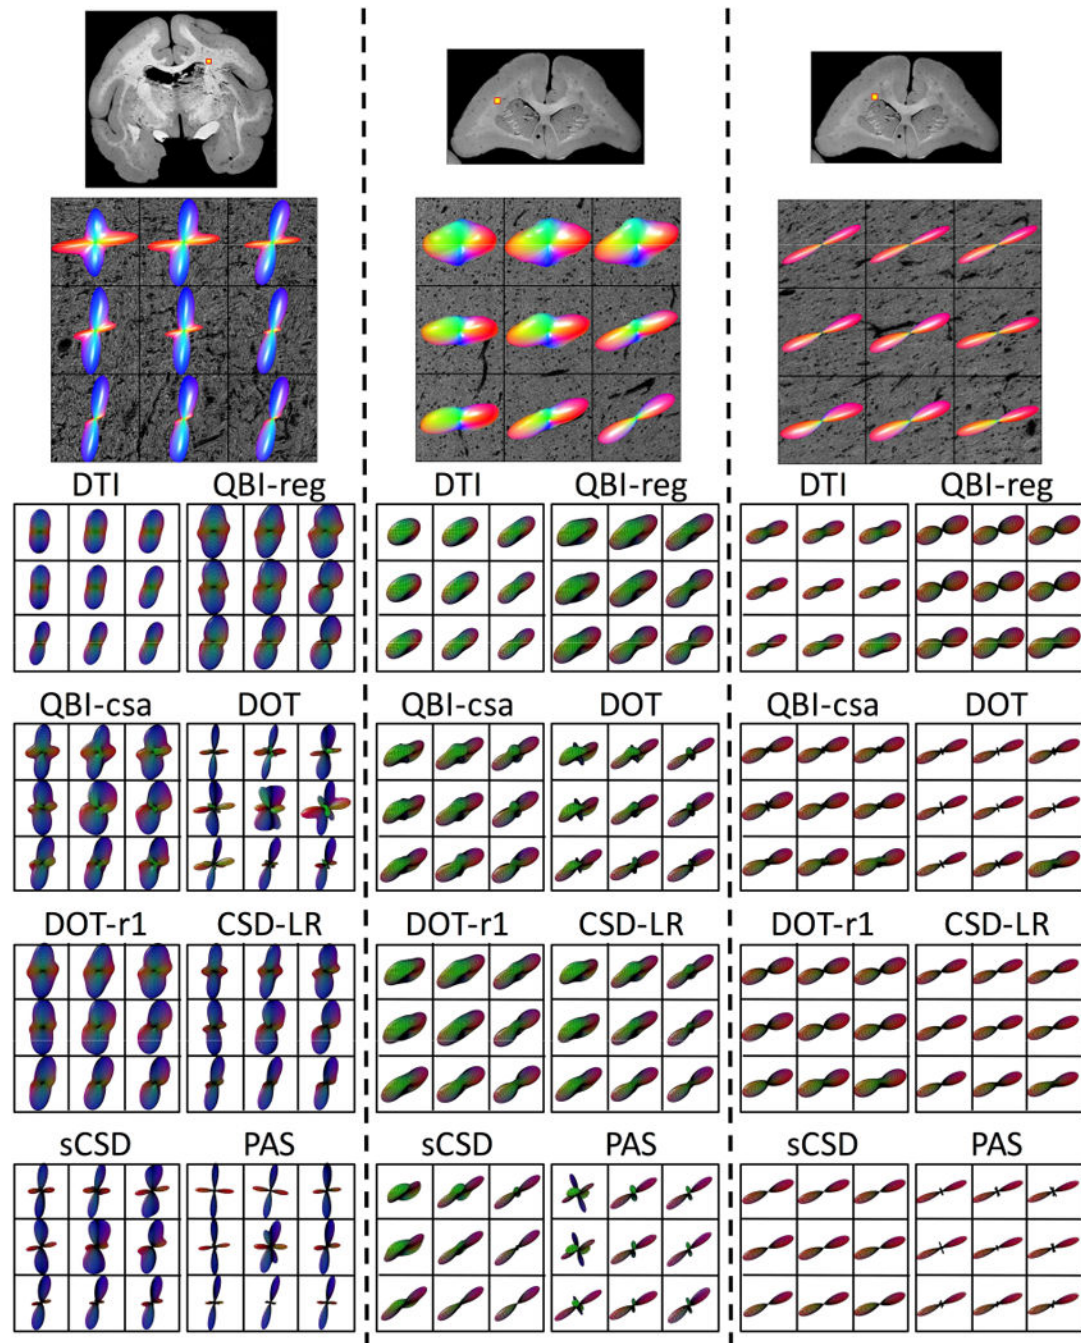 DTI QBI-reg DTI QBI-reg DTI QBI-reg
QBI-csa DOT QBI-csa DOT QBI-csa DOT
DOT-r1 CSD-LR DOT-r1 CSD-LR DOT-r1 CSD-LR
sCSD PAS sCSD PAS sCSD PAS